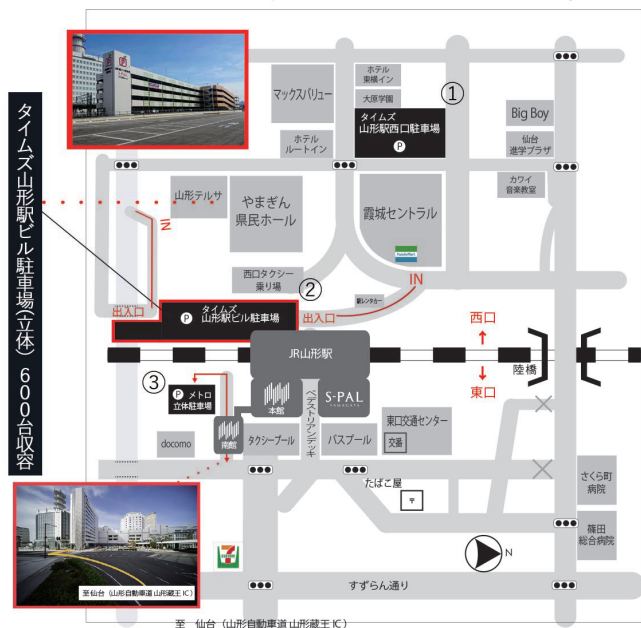 ホテル
東横イン
大原学園
マックスバリュー
①
タイムズ
山形駅西口駐車場
P
Big Boy
仙台
進学プラザ
ホテル
ルートイン
カワイ
音楽教室
タイムズ山形駅ビル駐車場(立体) 600台収容
山形テルサ
やまぎん
県民ホール
霞城セントラル
FamilyMart
IN
西口タクシー
乗り場
②
IN
駅レンタカー
出入口
P
タイムズ
山形駅ビル駐車場
出入口
西口
JR山形駅
陸橋
東口
③
P
メトロ
立体駐車場
本館
S-PAL
YAMAGATA
ペデストリアンデッキ
南館
docomo
タクシープール
バスプール
東口交通センター
交番
たばこ屋
〒
さくら町
病院
篠田
総合病院
N
至仙台(山形自動車道 山形蔵王 IC)
すずらん通り
至 仙台(山形自動車道 山形蔵王 IC)